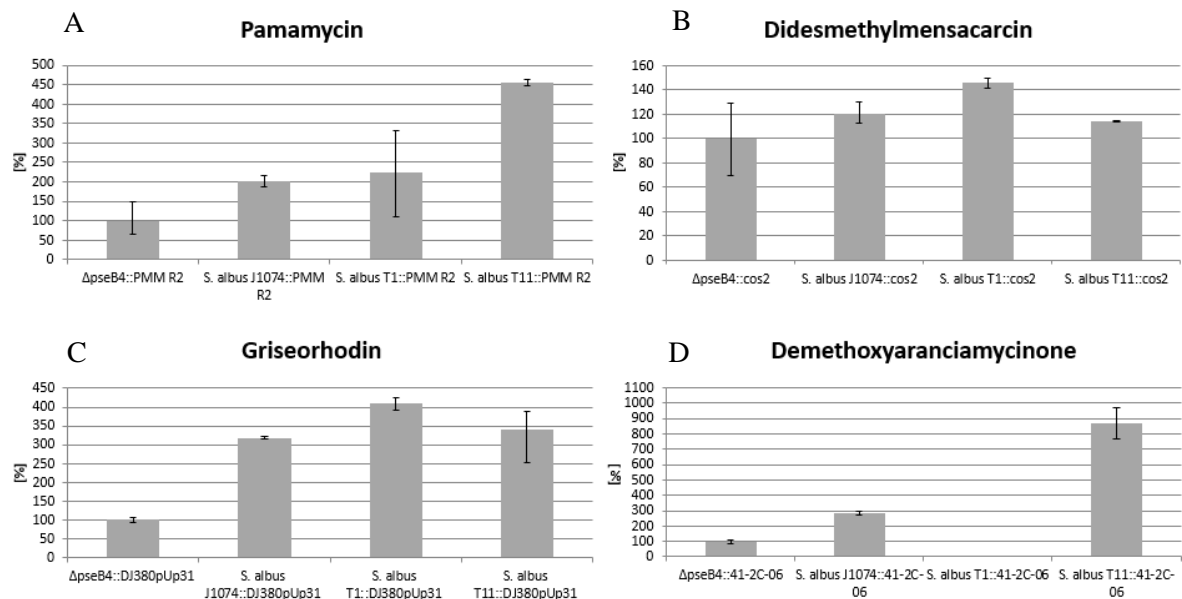 A
Pamamycin
[%]
500
450
400
350
300
250
200
150
100
50
0
ΔpseB4::PMM R2
S. albus J1074::PMM
R2
S. albus T1::PMM R2
S. albus T11::PMM R2
B
Didesmethylmensacarcin
[%]
160
140
120
100
80
60
40
20
0
ΔpseB4::cos2
S. albus J1074::cos2
S. albus T1::cos2
S. albus T11::cos2
C
Griseorhodin
[%]
450
400
350
300
250
200
150
100
50
0
ΔpseB4::DJ380pUp31
S. albus
J1074::DJ380pUp31
S. albus
T1::DJ380pUp31
S. albus
T11::DJ380pUp31
D
Demethoxyaranciamycinone
[%]
1100
1000
900
800
700
600
500
400
300
200
100
0
ΔpseB4::41-2C-06
S. albus J1074::41-2C-
06
S. albus T1::41-2C-06
S. albus T11::41-2C-
06